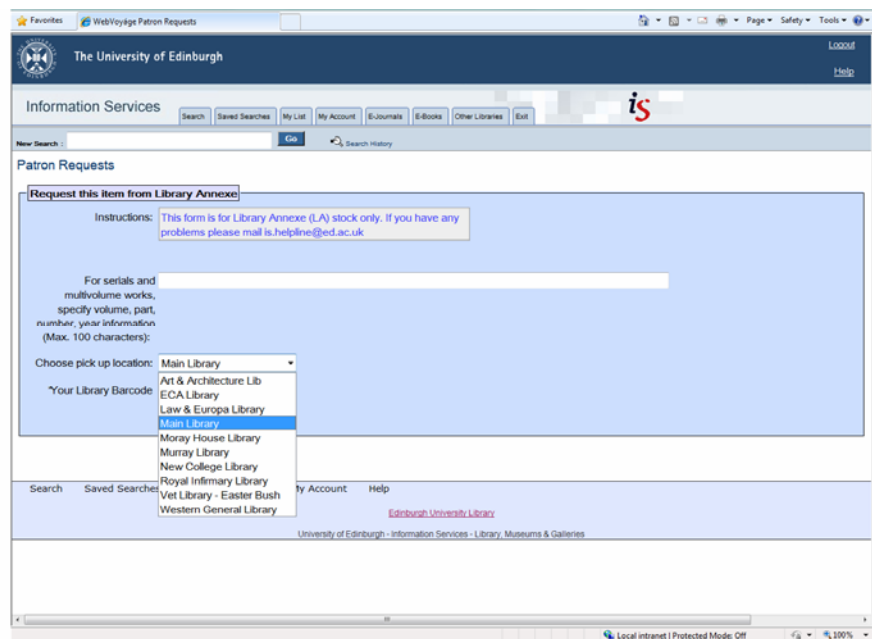 Favorites
WebVoyáge Patron Requests
Page
Safety
Tools
The University of Edinburgh
Logout
Help
Information Services
Search
Saved Searches
My List
My Account
E-Journals
E-Books
Other Libraries
Exit
is
New Search :
Go
Search History
Patron Requests
Request this item from Library Annexe
Instructions:
This form is for Library Annexe (LA) stock only. If you have any
problems please mail is.helpline@ed.ac.uk
For serials and
multivolume works,
specify volume, part,
number, year information
(Max. 100 characters):
Choose pick up location:
Main Library
*Your Library Barcode
Art & Architecture Lib
ECA Library
Law & Europa Library
Main Library
Moray House Library
Murray Library
New College Library
Royal Infirmary Library
Vet Library - Easter Bush
Western General Library
Search
Saved Searches
My Account
Help
Edinburgh University Library
University of Edinburgh - Information Services - Library, Museums & Galleries
Local intranet | Protected Mode: Off
100%